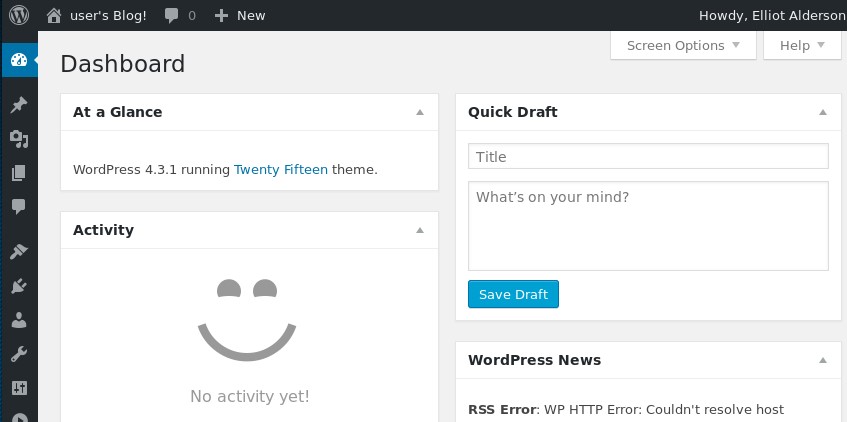 user's Blog! 0 New Howdy, Elliot Alderson
Screen Options Help
Dashboard
At a Glance
WordPress 4.3.1 running Twenty Fifteen theme.
Activity
No activity yet!
Quick Draft
Title
What's on your mind?
Save Draft
WordPress News
RSS Error: WP HTTP Error: Couldn't resolve host